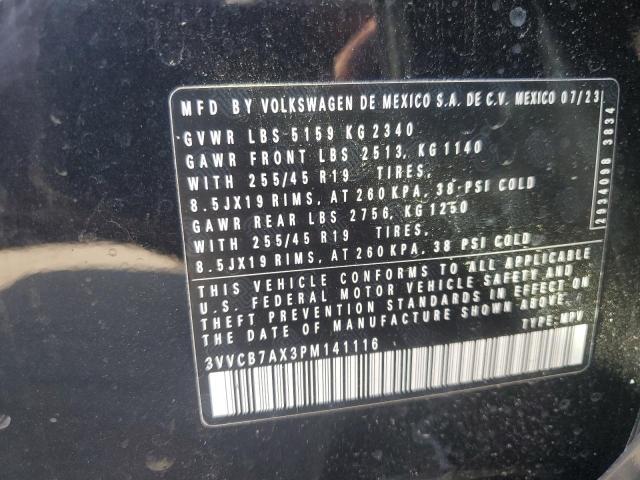 MFD BY VOLKSWAGEN DE MEXICO S.A. DE C.V. MEXICO 07/23
GVWR LBS 5159 KG 2340
GAWR FRONT LBS 2513, KG 1140
WITH 255/45 R19 TIRES,
8.5JX19 RIMS, AT 260 KPA, 38 PSI COLD
GAWR REAR LBS 2756, KG 1250
WITH 255/45 R19 TIRES,
8.5JX19 RIMS, AT 260 KPA, 38 PSI COLD
THIS VEHICLE CONFORMS TO ALL APPLICABLE
U.S. FEDERAL MOTOR VEHICLE SAFETY AND
THEFT PREVENTION STANDARDS IN EFFECT ON
THE DATE OF MANUFACTURE SHOWN ABOVE.
TYPE: MPV
3VVCB7AX3PM141116
2934098 3834